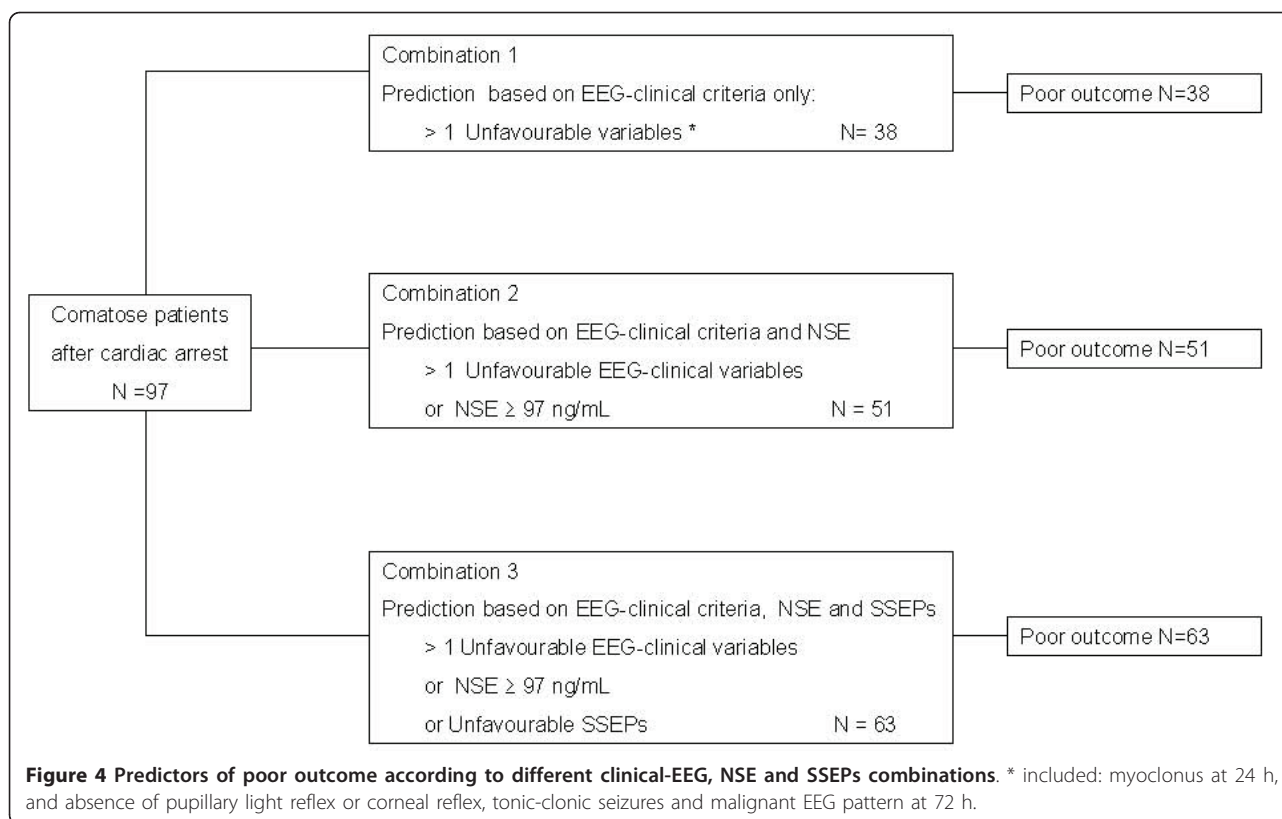 Combination 1
Prediction based on EEG-clinical criteria only:
> 1 Unfavourable variables * N= 38
Poor outcome N=38
Comatose patients
after cardiac arrest
N =97
Combination 2
Prediction based on EEG-clinical criteria and NSE
> 1 Unfavourable EEG-clinical variables
or NSE ≥ 97 ng/mL N = 51
Poor outcome N=51
Combination 3
Prediction based on EEG-clinical criteria, NSE and SSEPs
> 1 Unfavourable EEG-clinical variables
or NSE ≥ 97 ng/mL
or Unfavourable SSEPs N = 63
Poor outcome N=63
Figure 4 Predictors of poor outcome according to different clinical-EEG, NSE and SSEPs combinations. * included: myoclonus at 24 h,
and absence of pupillary light reflex or corneal reflex, tonic-clonic seizures and malignant EEG pattern at 72 h.